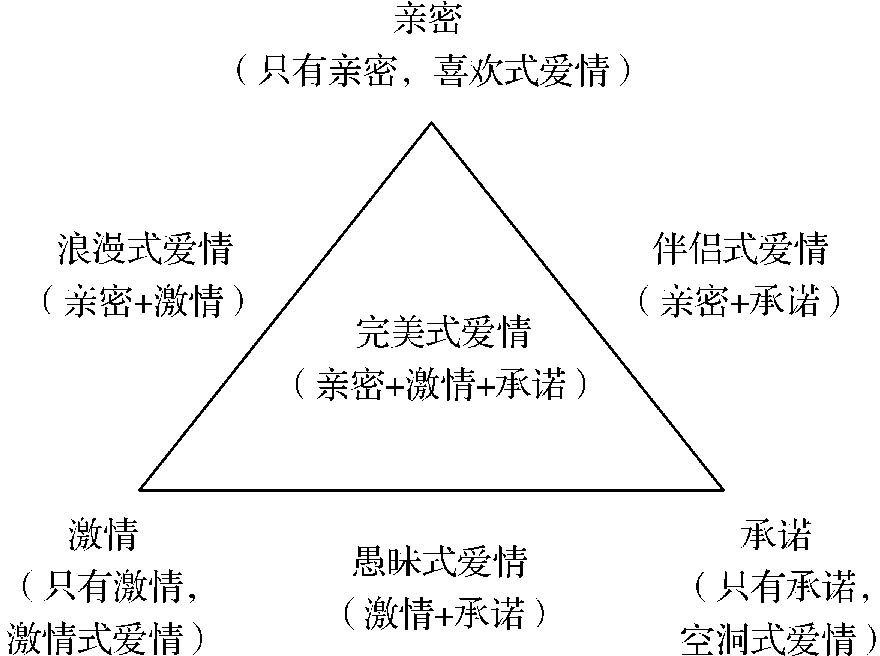 亲密
（只有亲密，喜欢式爱情）
浪漫式爱情
（亲密+激情）
伴侣式爱情
（亲密+承诺）
完美式爱情
（亲密+激情+承诺）
激情
（只有激情，
激情式爱情）
愚昧式爱情
（激情+承诺）
承诺
（只有承诺，
空洞式爱情）